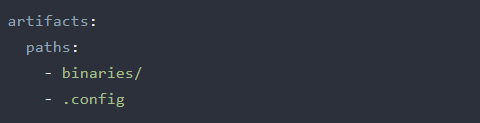 artifacts:
  paths:
    - binaries/
    - .config